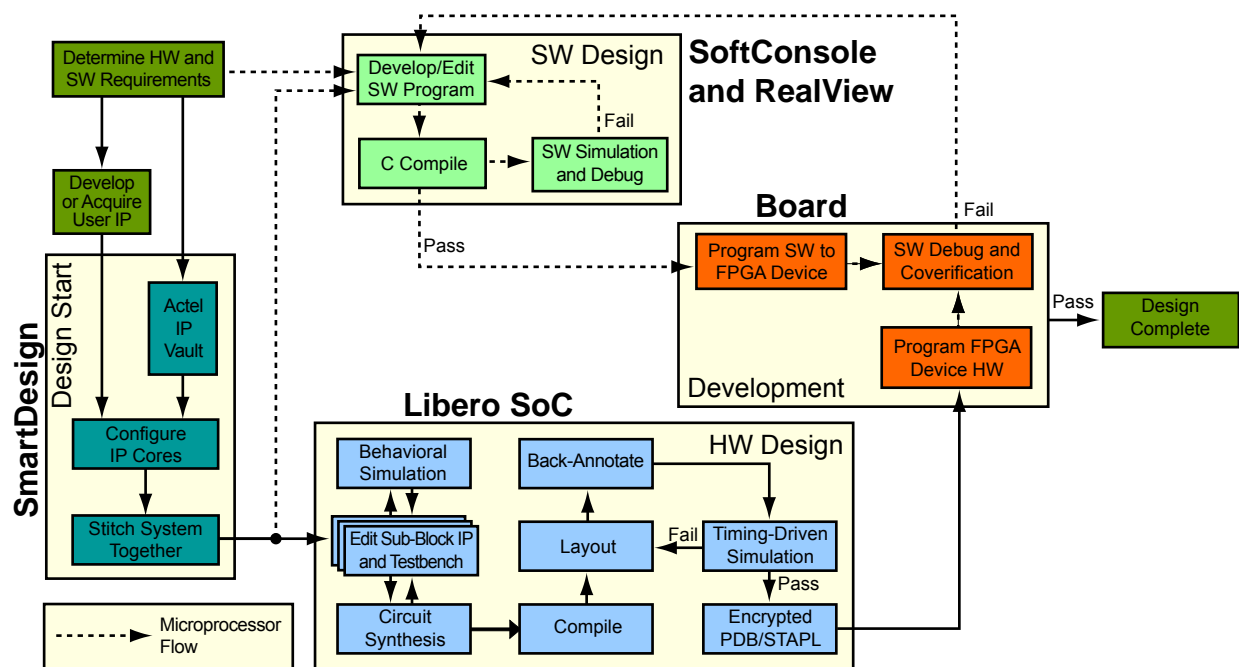 Determine HW and
SW Requirements
Develop
or Acquire
User IP
SmartDesign
Design Start
Actel
IP
Vault
Configure
IP Cores
Stitch System
Together
Microprocessor
Flow
SW Design
SoftConsole
and RealView
Develop/Edit
SW Program
Fail
C Compile
SW Simulation
and Debug
Pass
Board
Fail
Program SW to
FPGA Device
SW Debug and
Coverification
Program FPGA
Device HW
Development
Pass
Design
Complete
Libero SoC
HW Design
Behavioral
Simulation
Back-Annotate
Edit Sub-Block IP
and Testbench
Layout
Fail
Timing-Driven
Simulation
Pass
Circuit
Synthesis
Compile
Encrypted
PDB/STAPL